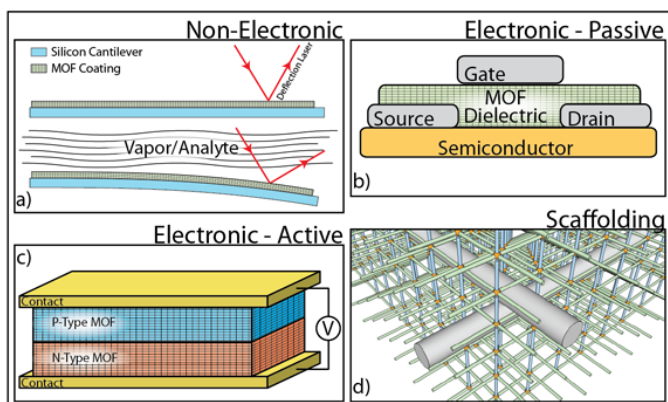 Non-Electronic
Silicon Cantilever
MOF Coating
Deflection Laser
Vapor/Analyte
a)
Electronic - Passive
Gate
MOF
Dielectric
Source
Drain
Semiconductor
b)
Electronic - Active
c)
Contact
P-Type MOF
V
N-Type MOF
Contact
Scaffolding
d)